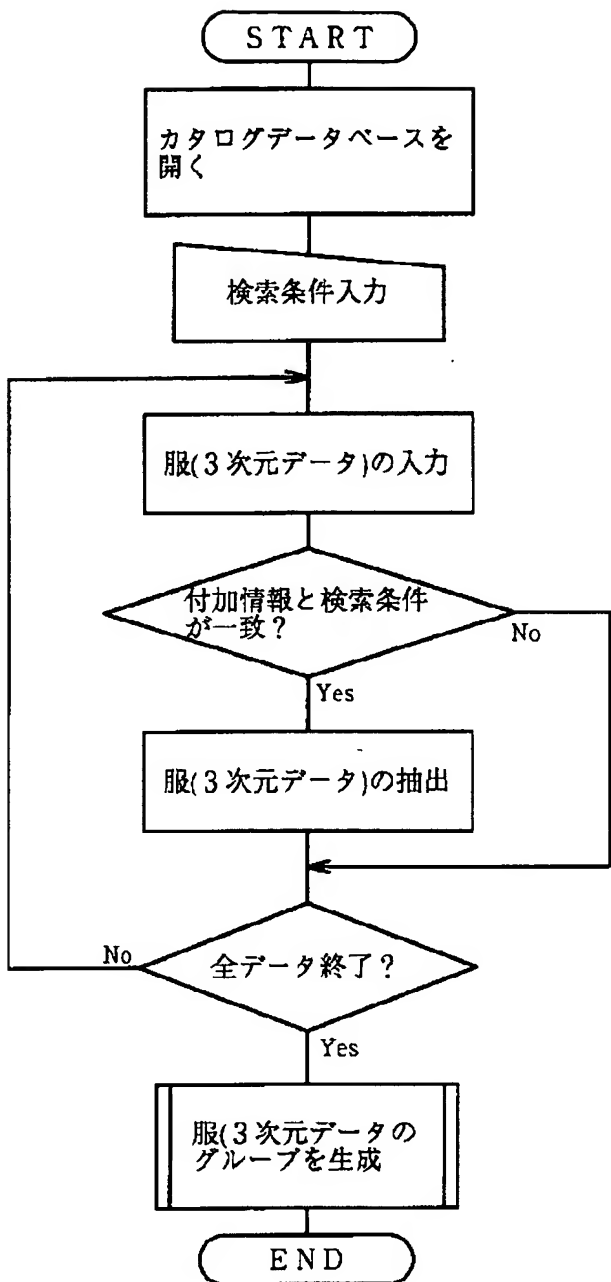 START
カタログデータベースを
開く
検索条件入力
服(3次元データ)の入力
付加情報と検索条件
が一致?
No
Yes
服(3次元データ)の抽出
No
全データ終了?
Yes
服(3次元データの
グループを生成
END